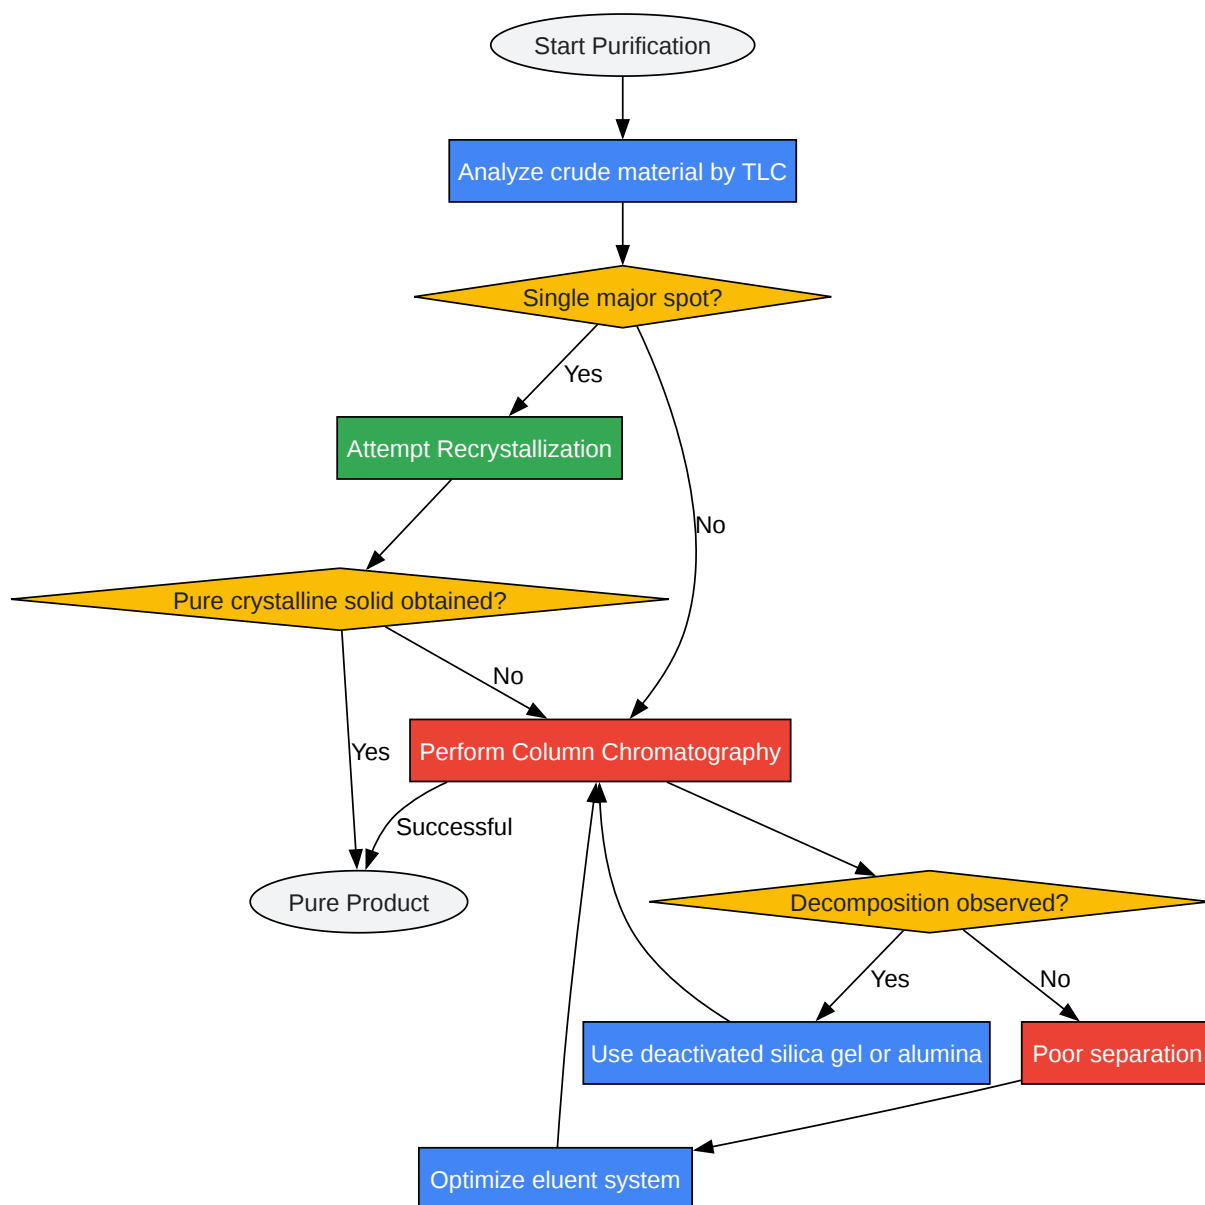 Start Purification
Analyze crude material by TLC
Single major spot?
Yes
Attempt Recrystallization
No
Pure crystalline solid obtained?
No
Perform Column Chromatography
Yes
Successful
Pure Product
Decomposition observed?
Yes
No
Use deactivated silica gel or alumina
Poor separation
Optimize eluent system